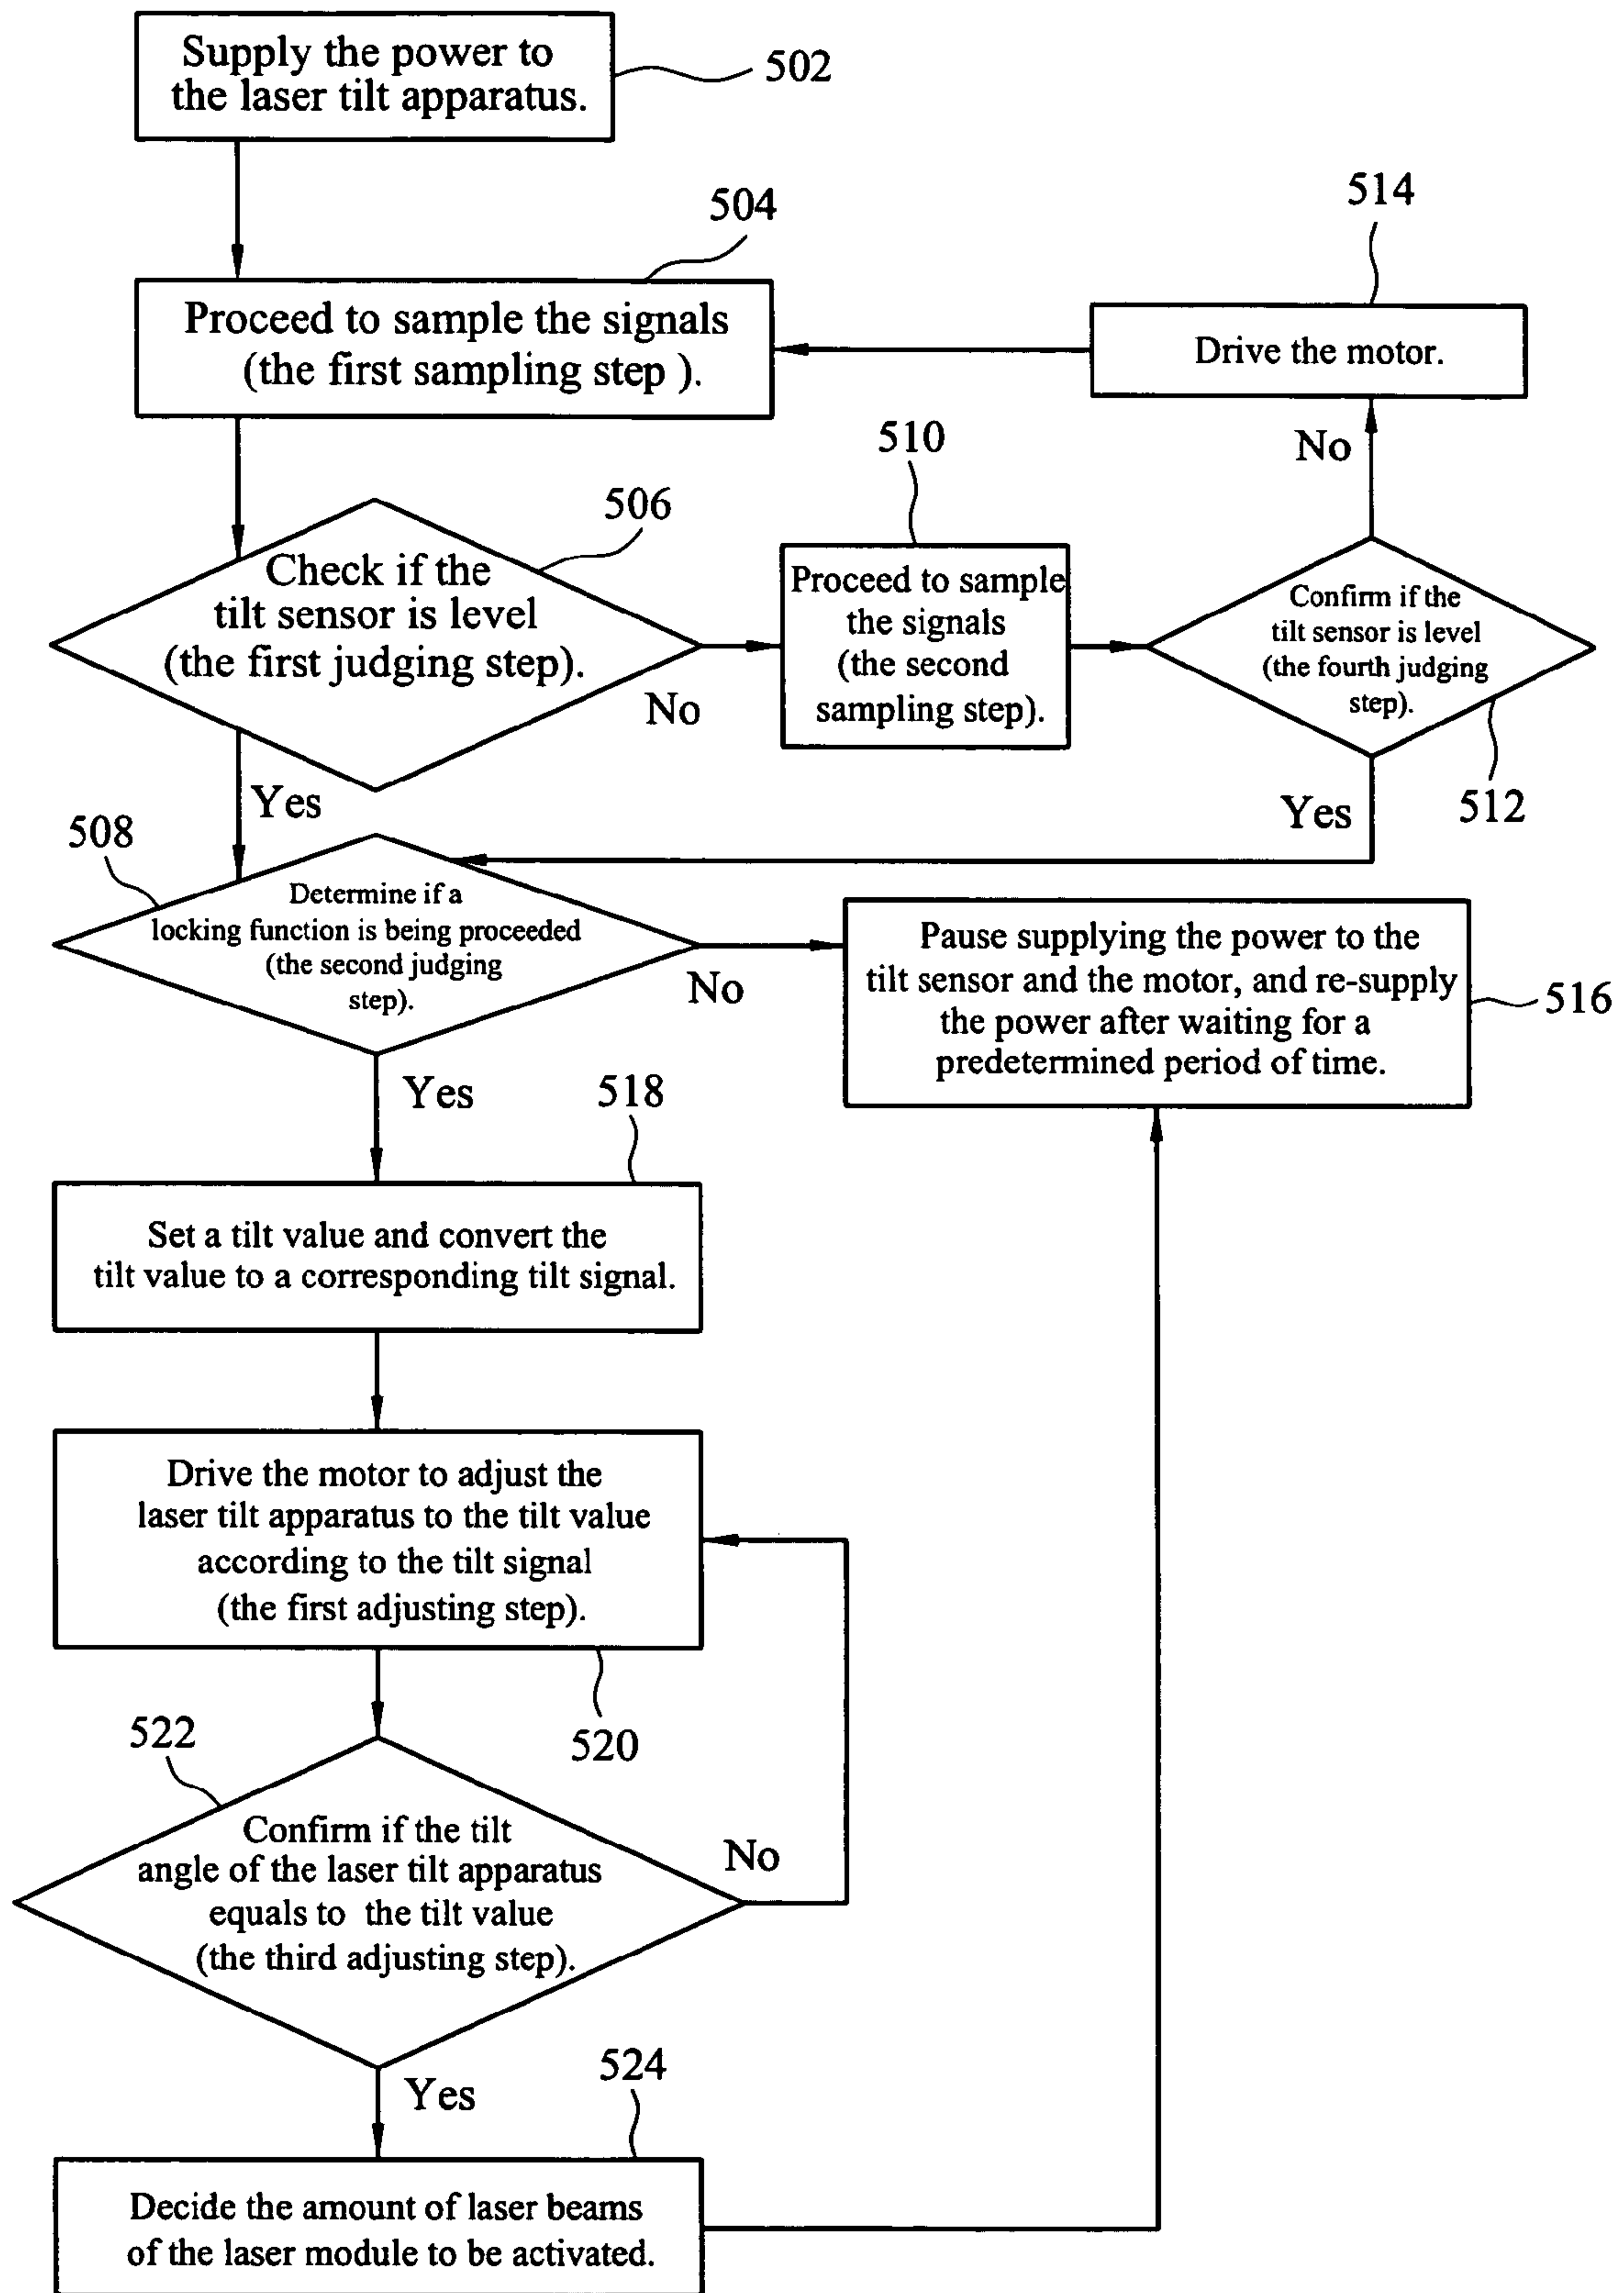 Supply the power to
the laser tilt apparatus.
502
504
Proceed to sample the signals
(the first sampling step ).
514
Drive the motor.
No
510
506
Check if the
tilt sensor is level
(the first judging step).
No
Proceed to sample
the signals
(the second
sampling step).
Confirm if the
tilt sensor is level
(the fourth judging
step).
512
Yes
Yes
508
Determine if a
locking function is being proceeded
(the second judging
step).
No
Pause supplying the power to the
tilt sensor and the motor, and re-supply
the power after waiting for a
predetermined period of time.
516
Yes
518
Set a tilt value and convert the
tilt value to a corresponding tilt signal.
Drive the motor to adjust the
laser tilt apparatus to the tilt value
according to the tilt signal
(the first adjusting step).
520
522
Confirm if the tilt
angle of the laser tilt apparatus
equals to the tilt value
(the third adjusting step).
No
Yes
524
Decide the amount of laser beams
of the laser module to be activated.